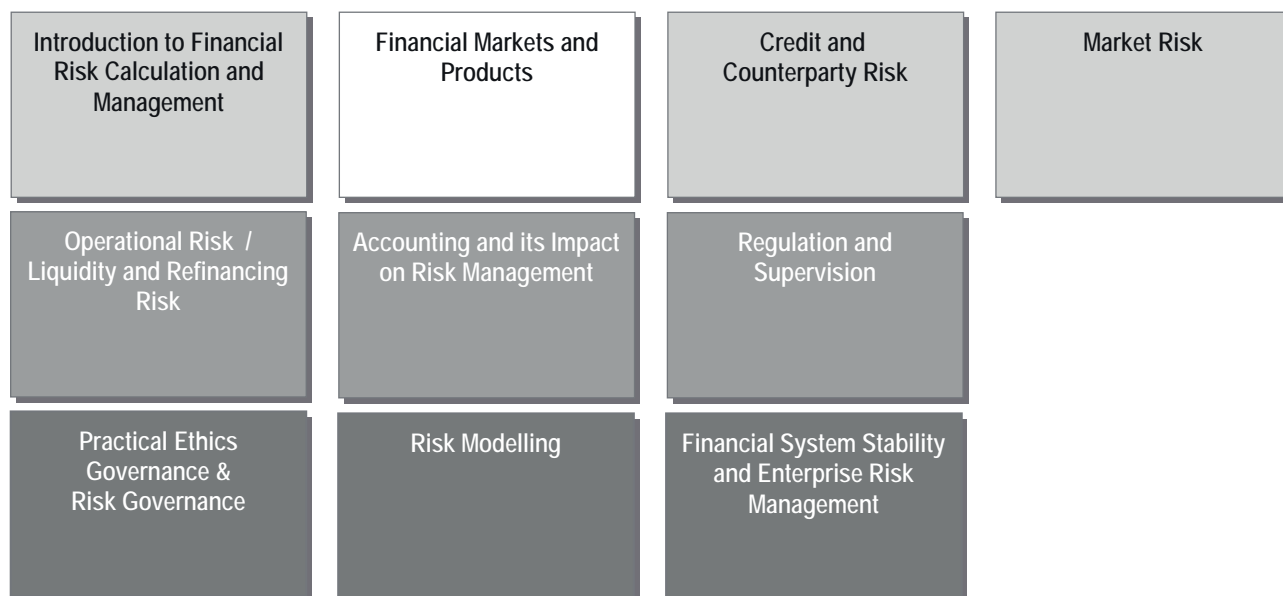 Introduction to Financial
Risk Calculation and
Management
Financial Markets and
Products
Credit and
Counterparty Risk
Market Risk
Operational Risk /
Liquidity and Refinancing
Risk
Accounting and its Impact
on Risk Management
Regulation and
Supervision
Practical Ethics
Governance &
Risk Governance
Risk Modelling
Financial System Stability
and Enterprise Risk
Management